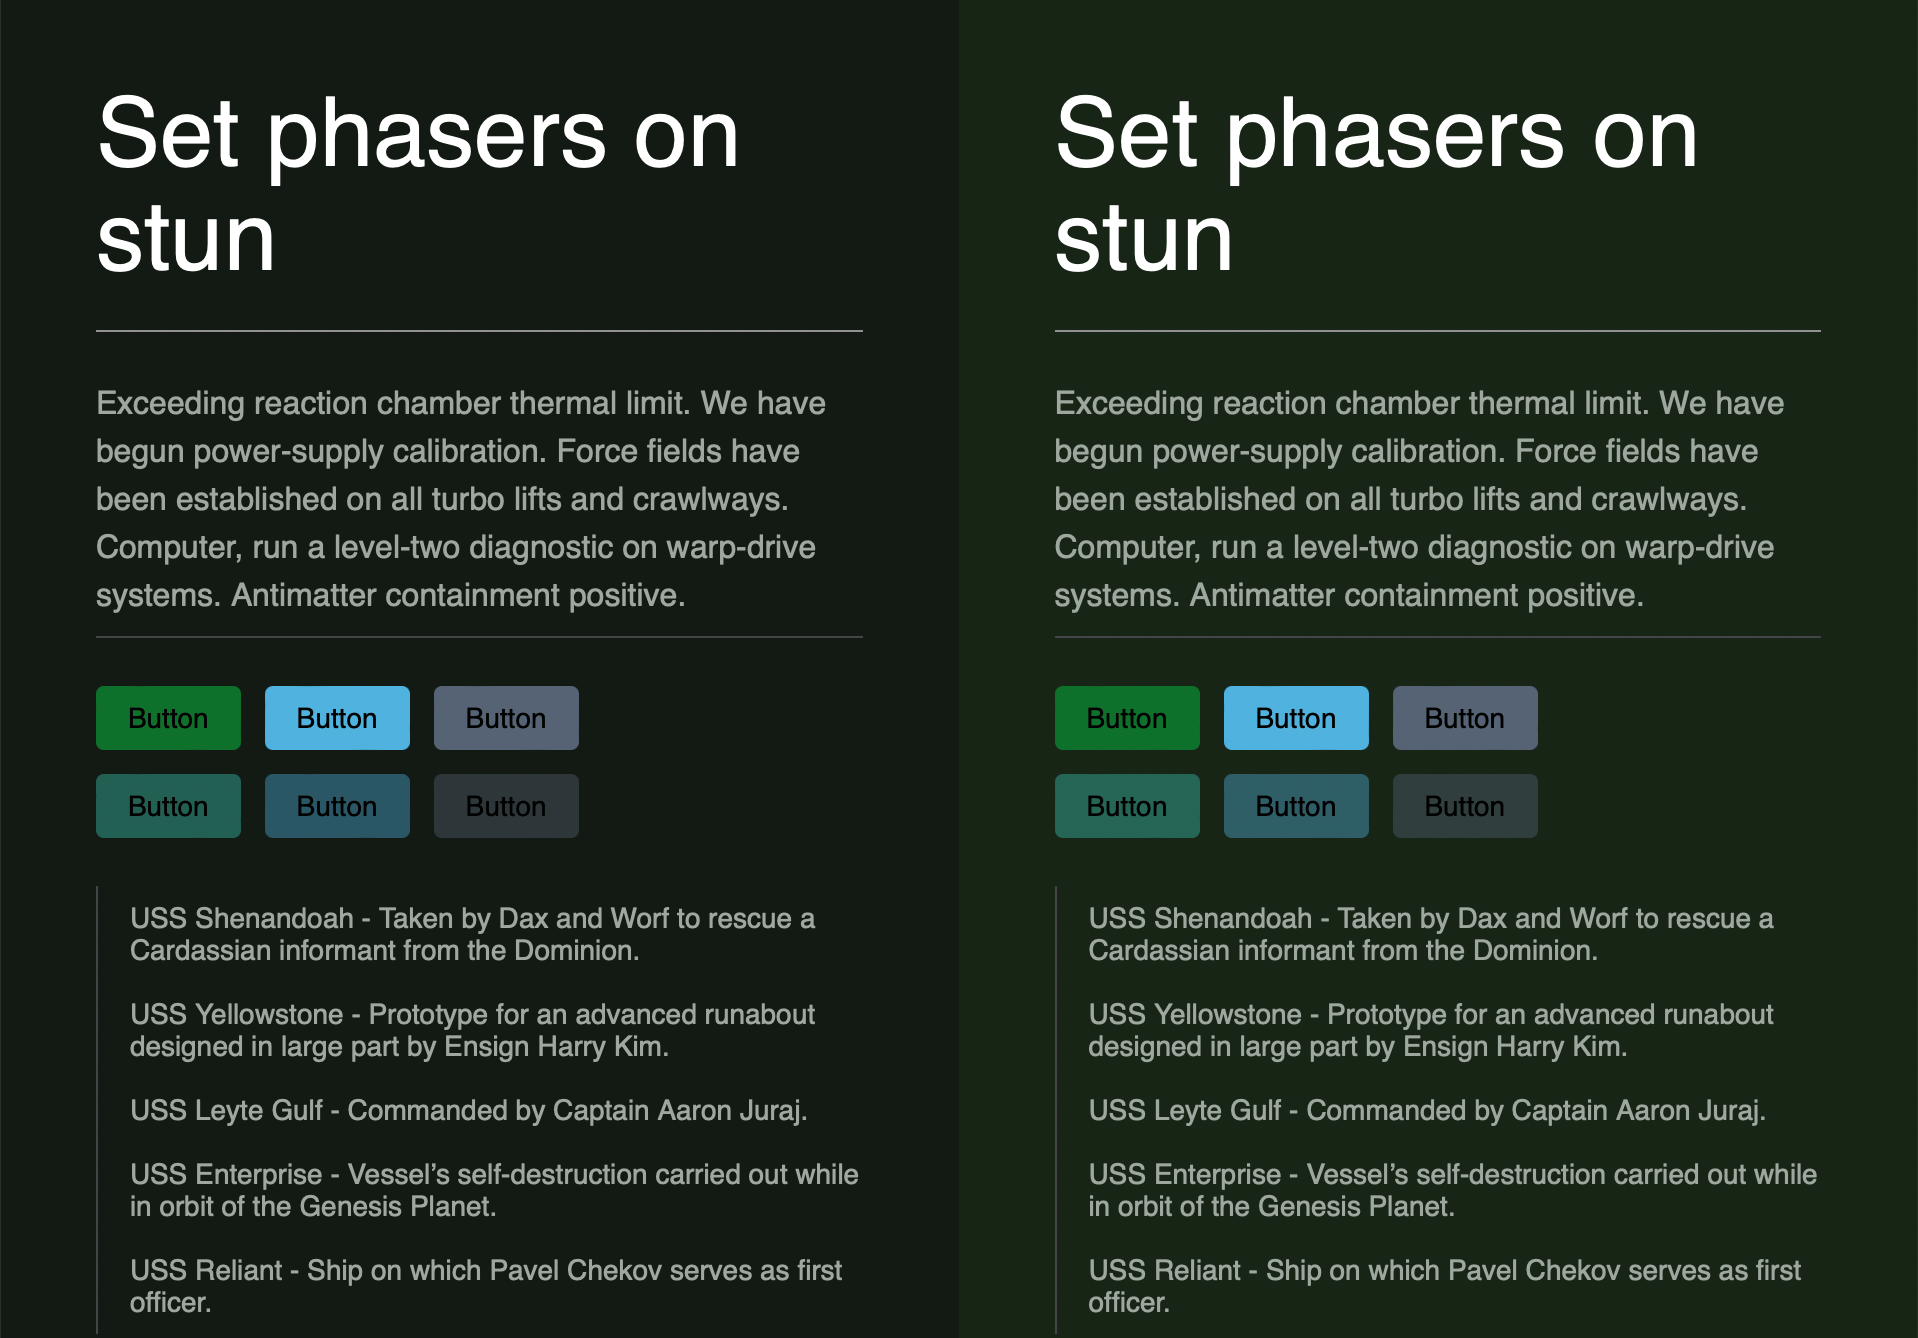 Set phasers on
stun
Exceeding reaction chamber thermal limit. We have
begun power-supply calibration. Force fields have
been established on all turbo lifts and crawlways.
Computer, run a level-two diagnostic on warp-drive
systems. Antimatter containment positive.
Button Button Button
Button Button Button
USS Shenandoah - Taken by Dax and Worf to rescue a
Cardassian informant from the Dominion.
USS Yellowstone - Prototype for an advanced runabout
designed in large part by Ensign Harry Kim.
USS Leyte Gulf - Commanded by Captain Aaron Juraj.
USS Enterprise - Vessel’s self-destruction carried out while
in orbit of the Genesis Planet.
USS Reliant - Ship on which Pavel Chekov serves as first
officer.
Set phasers on
stun
Exceeding reaction chamber thermal limit. We have
begun power-supply calibration. Force fields have
been established on all turbo lifts and crawlways.
Computer, run a level-two diagnostic on warp-drive
systems. Antimatter containment positive.
Button Button Button
Button Button Button
USS Shenandoah - Taken by Dax and Worf to rescue a
Cardassian informant from the Dominion.
USS Yellowstone - Prototype for an advanced runabout
designed in large part by Ensign Harry Kim.
USS Leyte Gulf - Commanded by Captain Aaron Juraj.
USS Enterprise - Vessel’s self-destruction carried out while
in orbit of the Genesis Planet.
USS Reliant - Ship on which Pavel Chekov serves as first
officer.